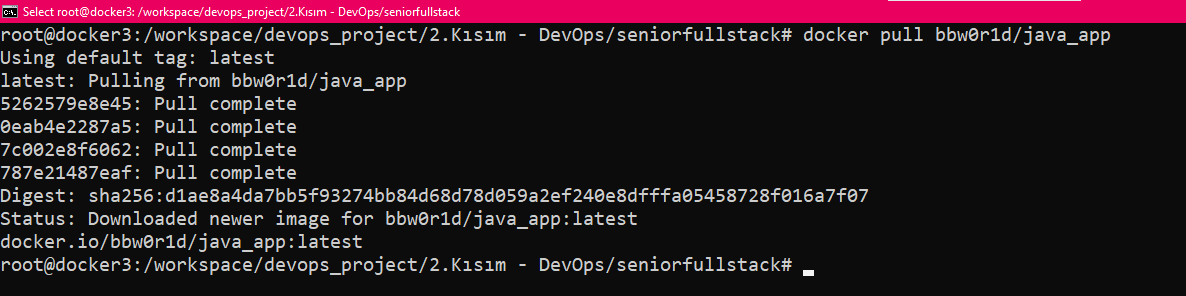 Select root@docker3: /workspace/devops_project/2.Kısım - DevOps/seniorfullstack
root@docker3:/workspace/devops_project/2.Kısım - DevOps/seniorfullstack# docker pull bbw0r1d/java_app
Using default tag: latest
latest: Pulling from bbw0r1d/java_app
5262579e8e45: Pull complete
0eab4e2287a5: Pull complete
7c002e8f6062: Pull complete
787e21487eaf: Pull complete
Digest: sha256:d1ae8a4da7bb5f93274bb84d68d78d059a2ef240e8dfffa05458728f016a7f07
Status: Downloaded newer image for bbw0r1d/java_app:latest
docker.io/bbw0r1d/java_app:latest
root@docker3:/workspace/devops_project/2.Kısım - DevOps/seniorfullstack#